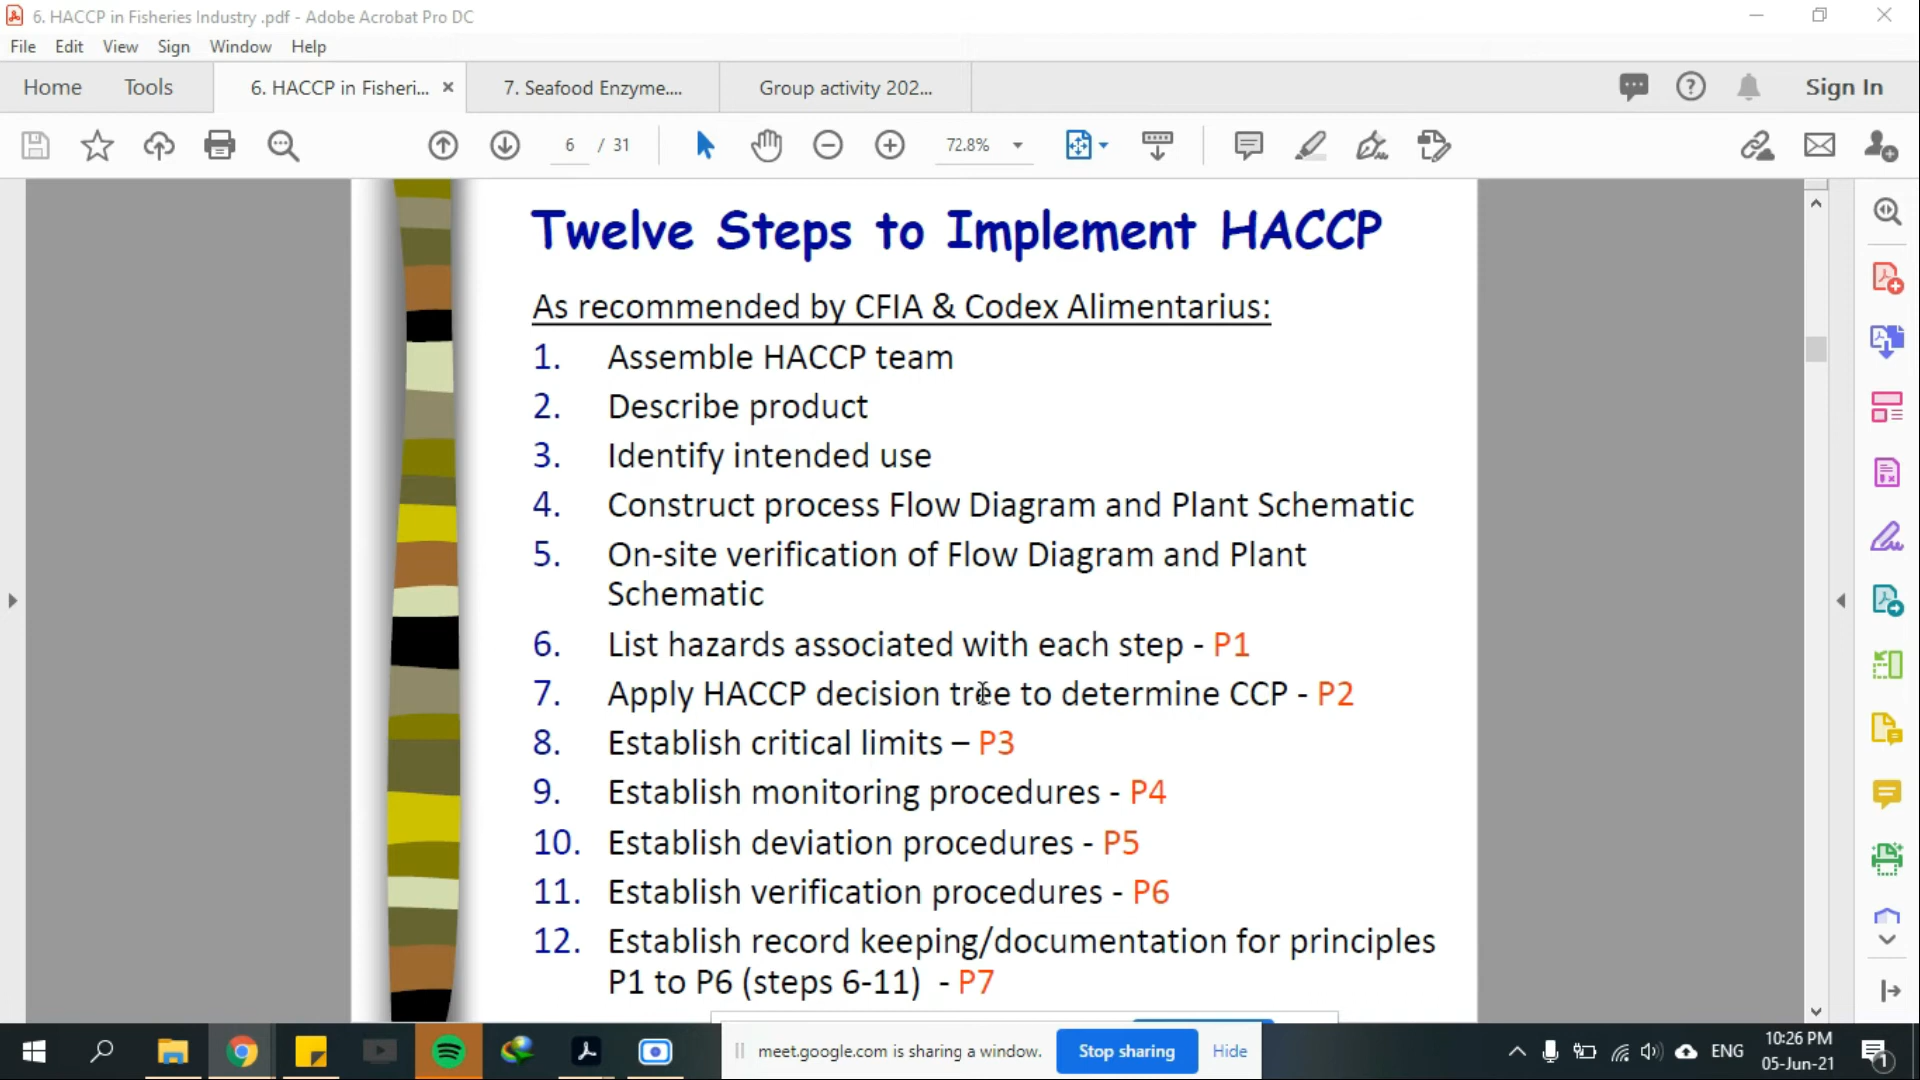 6. HACCP in Fisheries Industry .pdf - Adobe Acrobat Pro DC
File Edit View Sign Window Help
Home Tools 6. HACCP in Fisheri... × 7. Seafood Enzyme.... Group activity 202... Sign In
6 / 31 72.8%
Twelve Steps to Implement HACCP
As recommended by CFIA & Codex Alimentarius:
1. Assemble HACCP team
2. Describe product
3. Identify intended use
4. Construct process Flow Diagram and Plant Schematic
5. On-site verification of Flow Diagram and Plant
Schematic
6. List hazards associated with each step - P1
7. Apply HACCP decision tree to determine CCP - P2
8. Establish critical limits – P3
9. Establish monitoring procedures - P4
10. Establish deviation procedures - P5
11. Establish verification procedures - P6
12. Establish record keeping/documentation for principles
P1 to P6 (steps 6-11) - P7
meet.google.com is sharing a window. Stop sharing Hide
ENG
10:26 PM
05-Jun-21
1